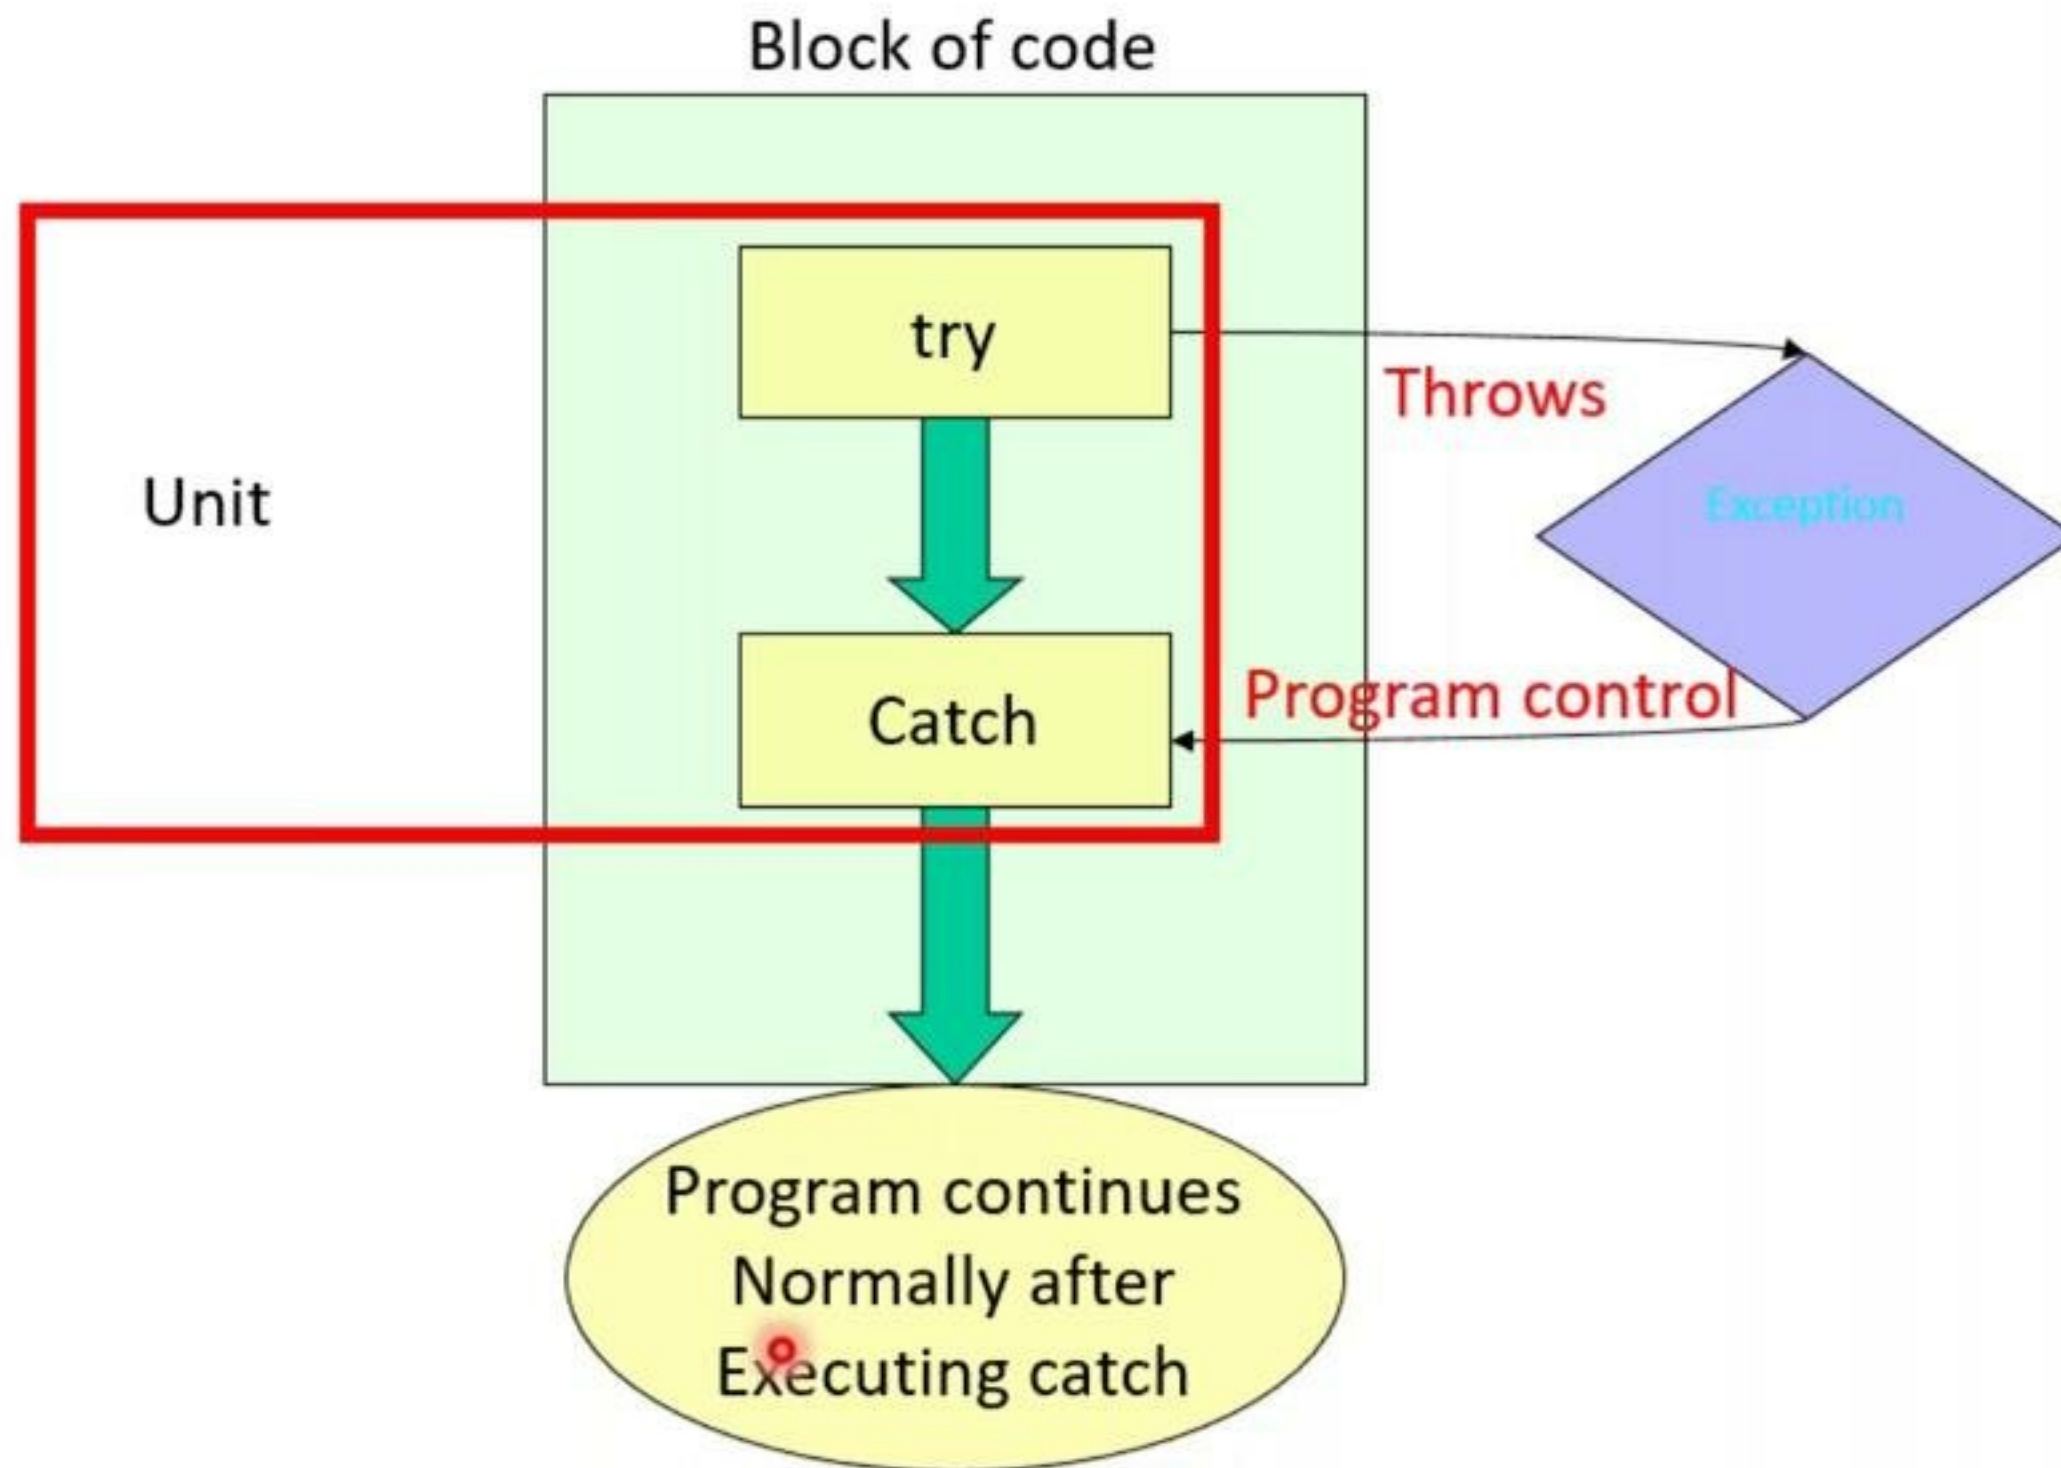 Block of code
try
Throws
Unit
Exception
Program control
Catch
Program continues
Normally after
Executing catch